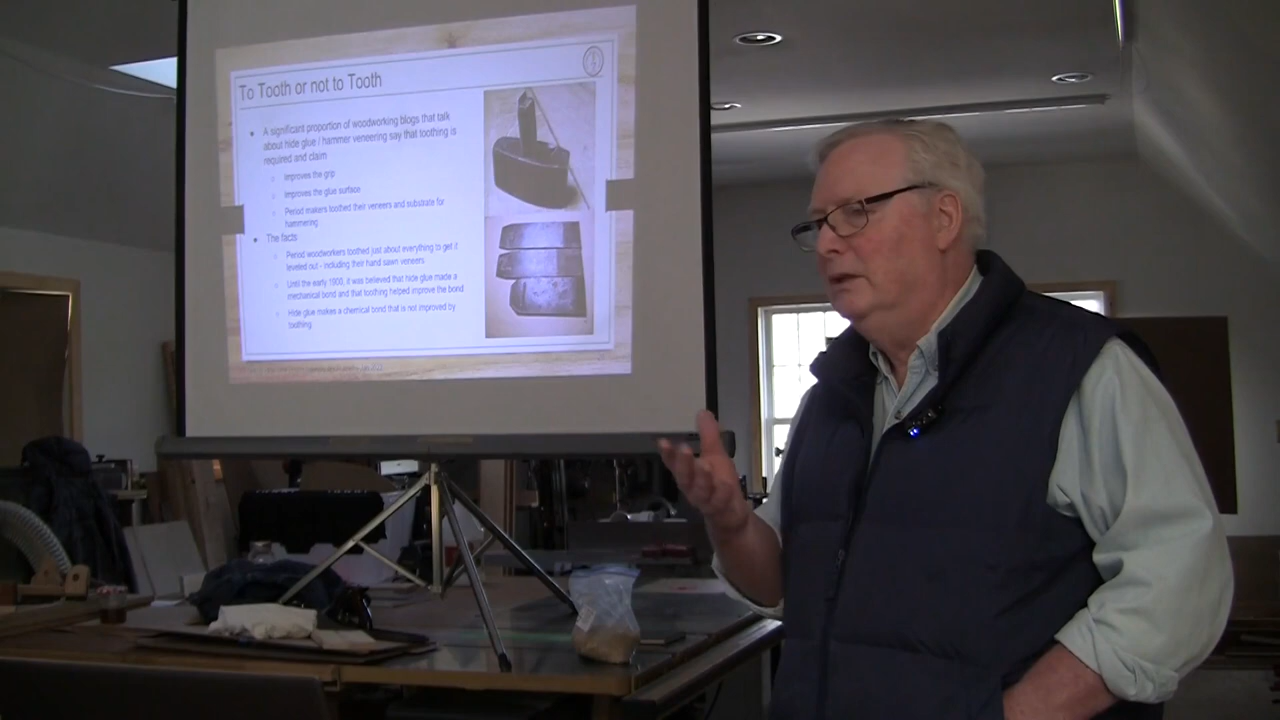 To Tooth or not to Tooth
A significant proportion of woodworking blogs that talk
about hide glue / hammer veneering say that toothing is
required and claim
Improves the grip
Improves the glue surface
Period makers toothed their veneers and substrate for
hammering
The facts
Period woodworkers toothed just about everything to get it
leveled out - including their hand sawn veneers
Until the early 1900, it was believed that hide glue made a
mechanical bond and that toothing helped improve the bond
Hide glue makes a chemical bond that is not improved by
toothing